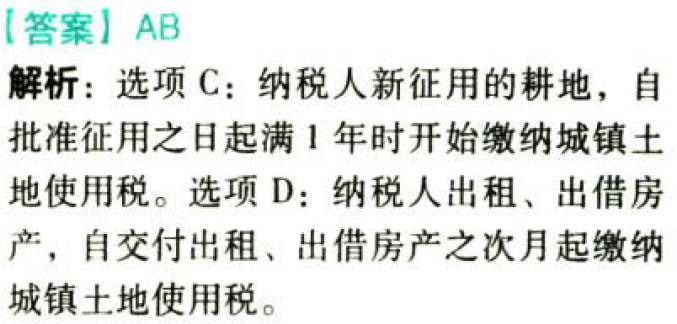 【答案】AB
解析：选项 C：纳税人新征用的耕地，自
批准征用之日起满 1 年时开始缴纳城镇土
地使用税。选项 D：纳税人出租、出借房
产，自交付出租、出借房产之次月起缴纳
城镇土地使用税。